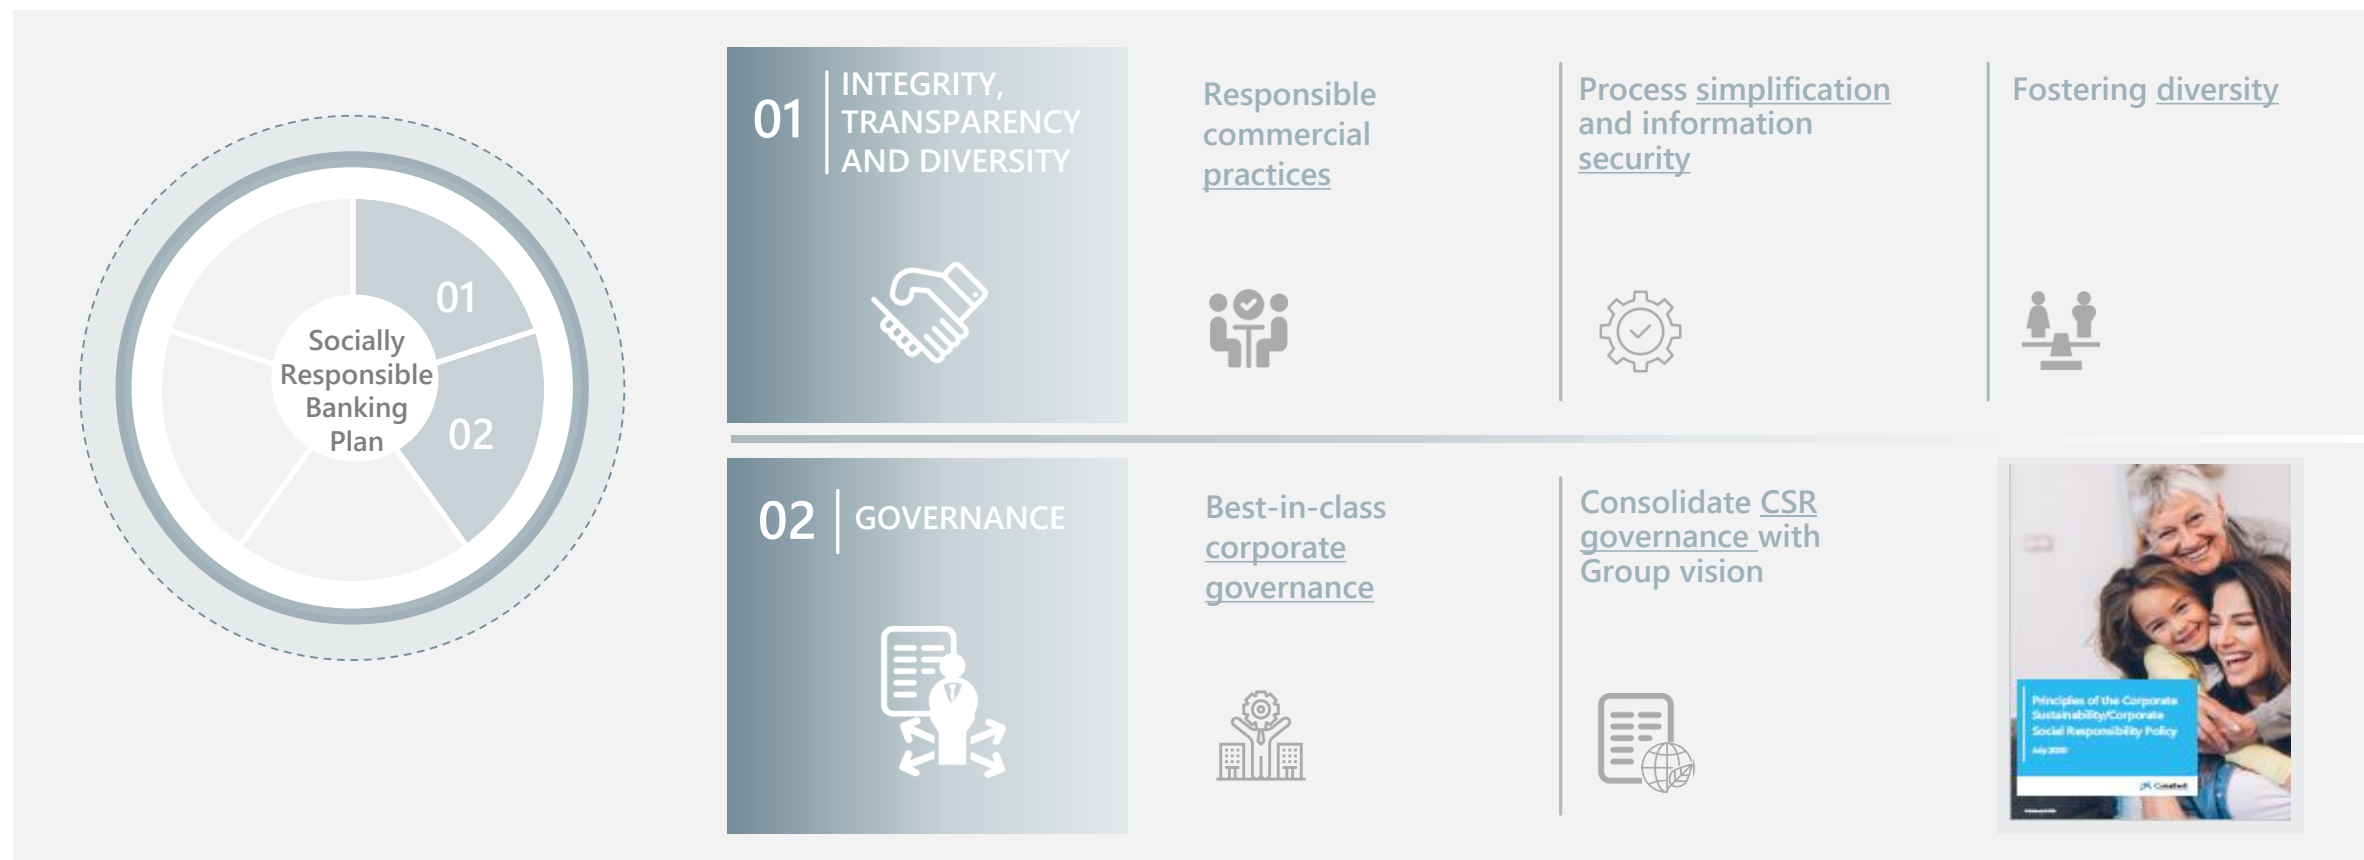 Socially
Responsible
Banking
Plan
01
02
01
INTEGRITY,
TRANSPARENCY
AND DIVERSITY
Responsible
commercial
practices
Process simplification
and information
security
Fostering diversity
02
GOVERNANCE
Best-in-class
corporate
governance
Consolidate CSR
governance with
Group vision
Principles of the Corporate
Sustainability/Corporate
Social Responsibility Policy
CaixaBank